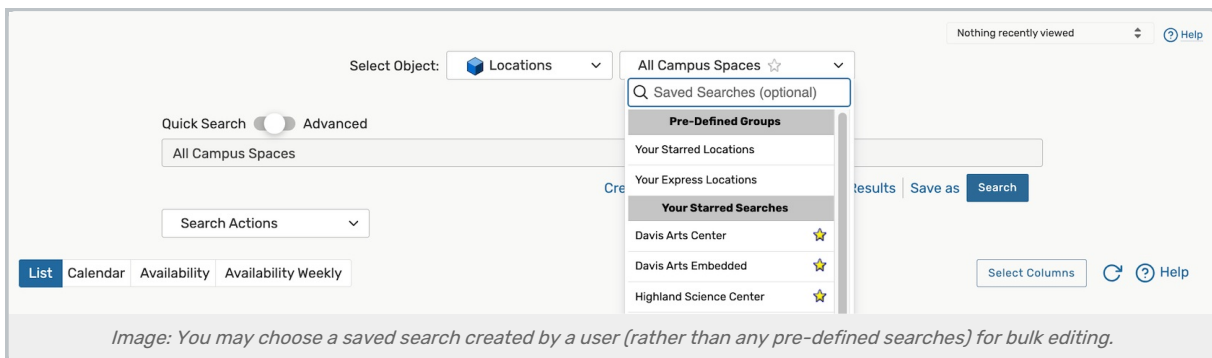 Nothing recently viewed
Help
Select Object: Locations All Campus Spaces
Saved Searches (optional)
Pre-Defined Groups
Your Starred Locations
Your Express Locations
Your Starred Searches
Davis Arts Center
Davis Arts Embedded
Highland Science Center
Quick Search Advanced
All Campus Spaces
Save as Search
Search Actions
List Calendar Availability Availability Weekly
Select Columns Help
Image: You may choose a saved search created by a user (rather than any pre-defined searches) for bulk editing.